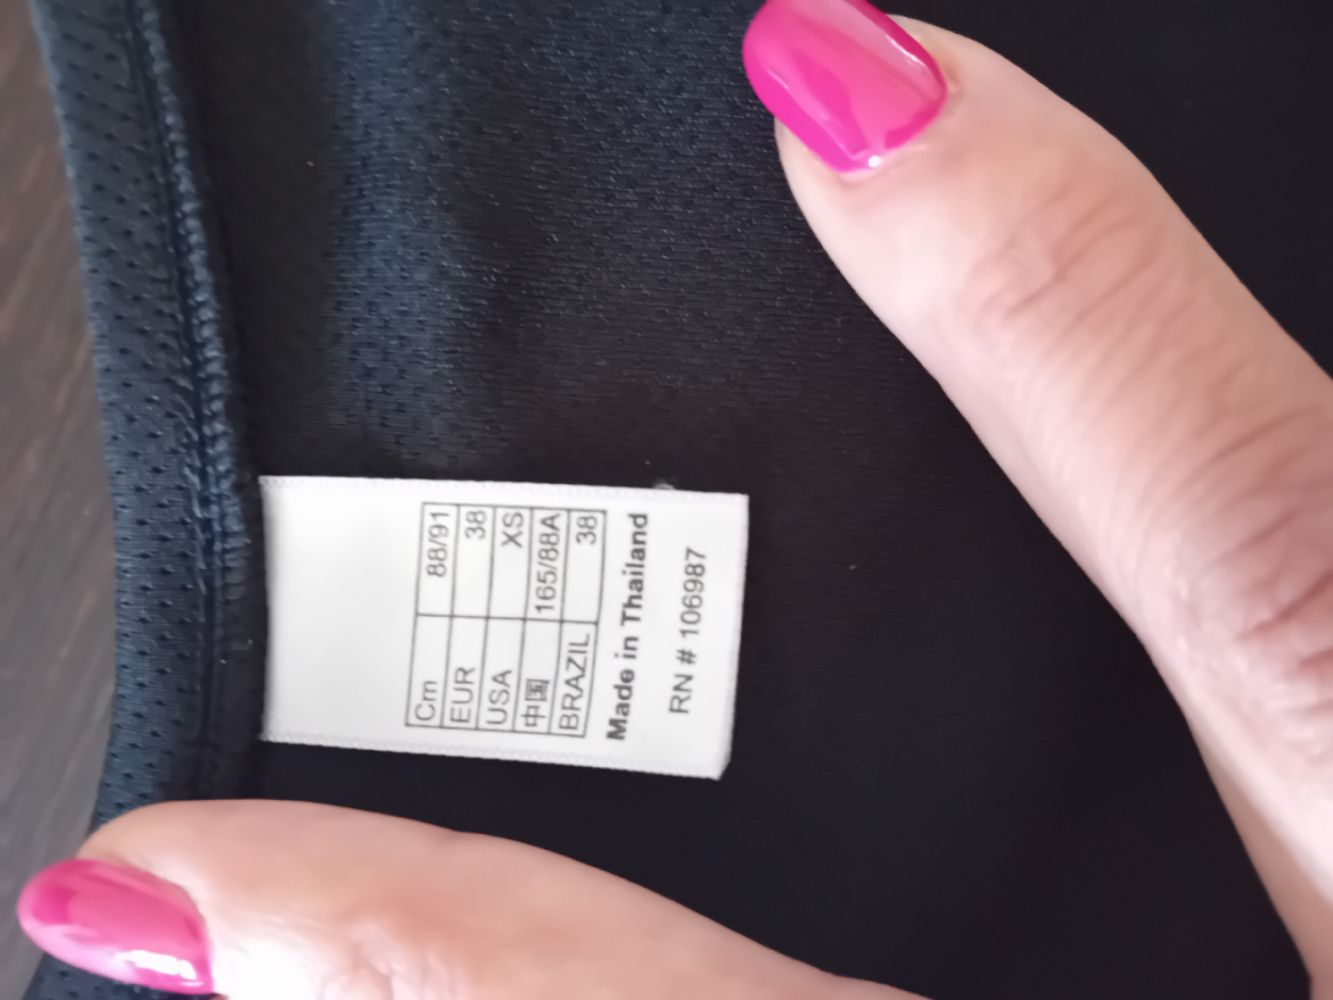 Cm 88/91
EUR 38
USA XS
中国 165/88A
BRAZIL 38
Made in Thailand
RN # 106987